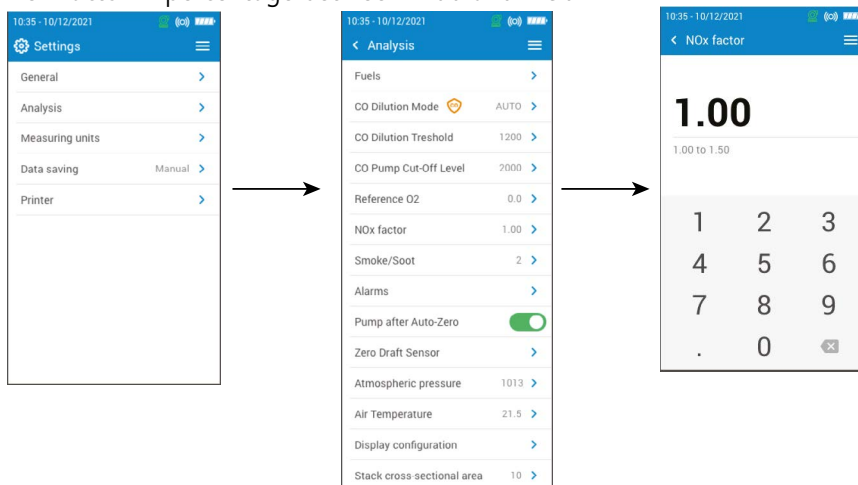 10:35 - 10/12/2021
Settings
General
Analysis
Measuring units
Data saving Manual
Printer
10:35 - 10/12/2021
Analysis
Fuels
CO Dilution Mode AUTO
CO Dilution Treshold 1200
CO Pump Cut-Off Level 2000
Reference O2 0.0
NOx factor 1.00
Smoke/Soot 2
Alarms
Pump after Auto-Zero
Zero Draft Sensor
Atmospheric pressure 1013
Air Temperature 21.5
Display configuration
Stack cross-sectional area 10
10:35 - 10/12/2021
NOx factor
1.00
1.00 to 1.50
1 2 3
4 5 6
7 8 9
. 0